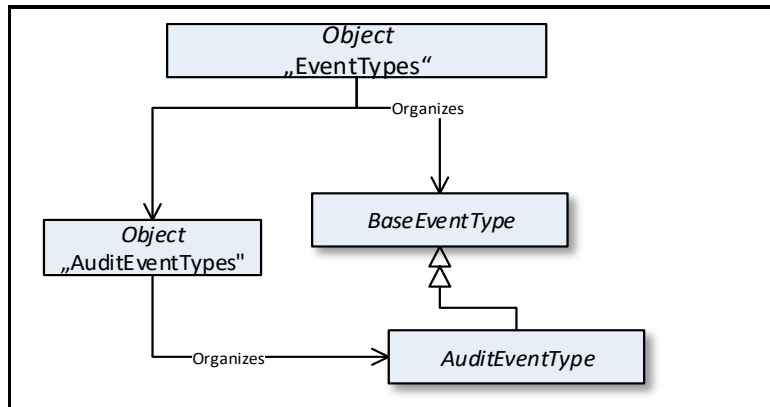 Object
„EventTypes“
Organizes
BaseEventType
Object
„AuditEventTypes"
Organizes
AuditEventType